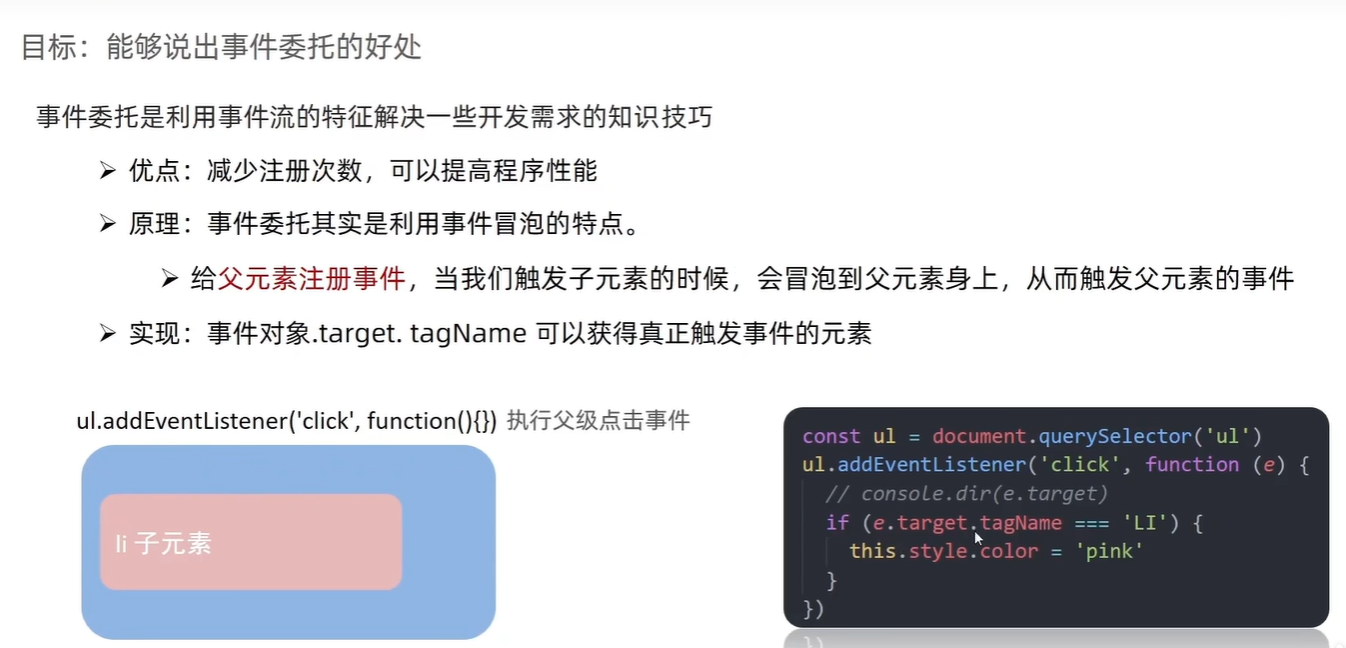 目标：能够说出事件委托的好处
事件委托是利用事件流的特征解决一些开发需求的知识技巧
➢ 优点：减少注册次数，可以提高程序性能
➢ 原理：事件委托其实是利用事件冒泡的特点。
➢ 给父元素注册事件，当我们触发子元素的时候，会冒泡到父元素身上，从而触发父元素的事件
➢ 实现：事件对象.target. tagName 可以获得真正触发事件的元素
ul.addEventListener('click', function(){}) 执行父级点击事件
li 子元素
const ul = document.querySelector('ul')
ul.addEventListener('click', function (e) {
// console.dir(e.target)
if (e.target.tagName === 'LI') {
this.style.color = 'pink'
}
})